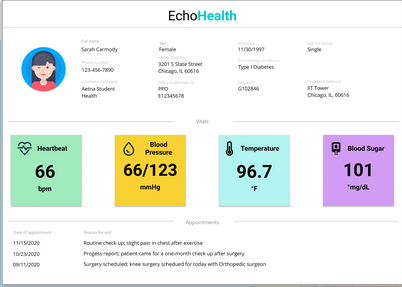 EchoHealth
Full name
Sarah Carmody
Sex
Female
Birthdate
11/30/1997
Marital Status
Single
Phone number
123-456-7890
Home Address
3201 S State Street
Chicago, IL 60616
Type I Diabetes
Insurance Company
Aetna Student
Health
PPO
E12345678
Group ID
G102846
Insurance Address
IIT Tower
Chicago, IL, 60616
Vitals
Heartbeat
66
bpm
Blood
Pressure
66/123
mmHg
Temperature
96.7
°F
Blood Sugar
101
*mg/dL
Appointments
Date of appointment
Reason for visit
11/15/2020
Routine check up; slight pain in chest after exercise
10/23/2020
Progess report; patient came for a one-month check up after surgery
09/11/2020
Surgery scheduled; knee surgery scheduled for today with Orthopedic surgeon